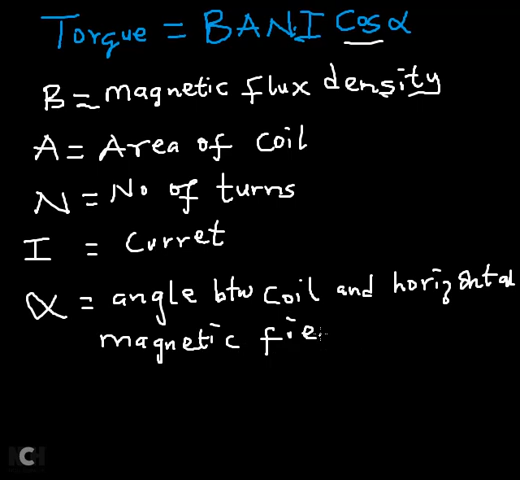 Torque = BANI Cosα
B = magnetic flux density
A = Area of coil
N = No of turns
I = Curret
α = angle btw coil and horizontal
magnetic fie